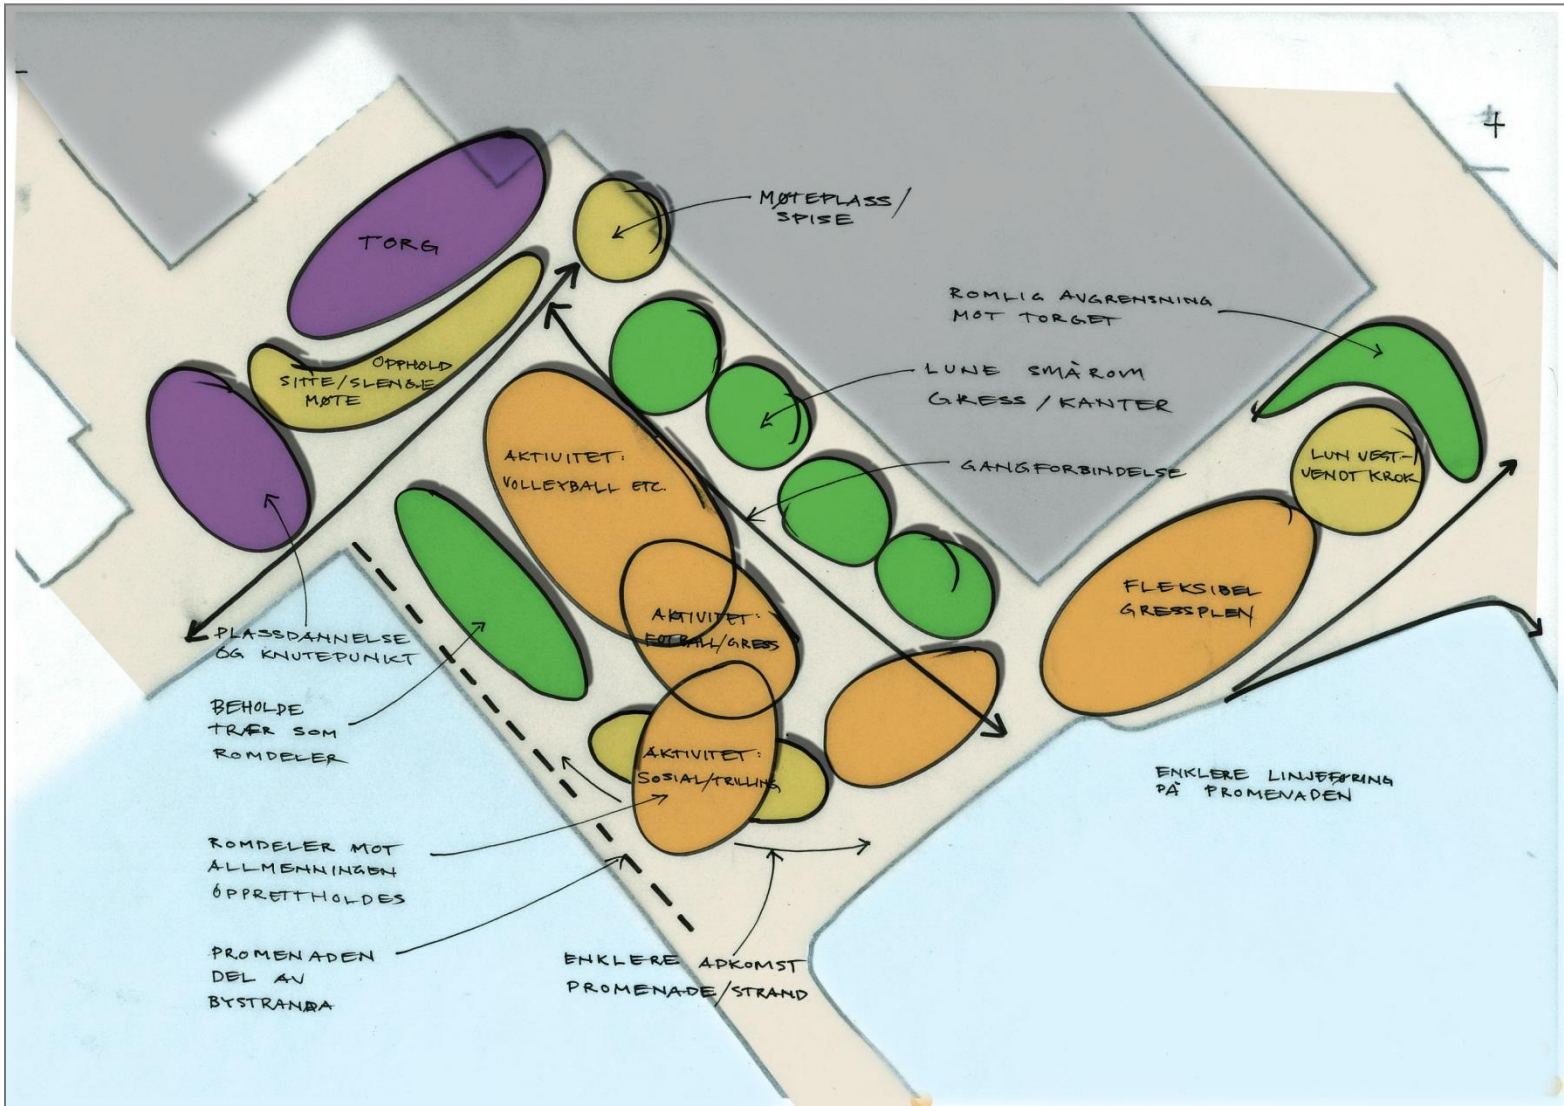 TORG
MØTEPLASS/
SPISE
ROMLIG AVGRENSNING
MOT TORGET
OPPHOLD
SITTE/SLENGE
MØTE
LUNE SMÅROM
GRESS/KANTER
AKTIVITET:
VOLLEYBALL ETC.
GANGFORBINDELSE
LUN VEST-/
VENDT KROK
FLEKSIBEL
GRESSPLEN
PLASSDANNELSE
OG KNUTEPUNKT
AKTIVITET:
FOTBALL/GRESS
BEHOLDE
TRÆR SOM
ROMDELER
AKTIVITET:
SOSIAL/TRILLING
ENKLERE LINJEFØRING
PÅ PROMENADEN
ROMDELER MOT
ALLMENNINGEN
OPPRETTHOLDES
PROMENADEN
DEL AV
BYSTRANDA
ENKLERE ADKOMST
PROMENADE/STRAND